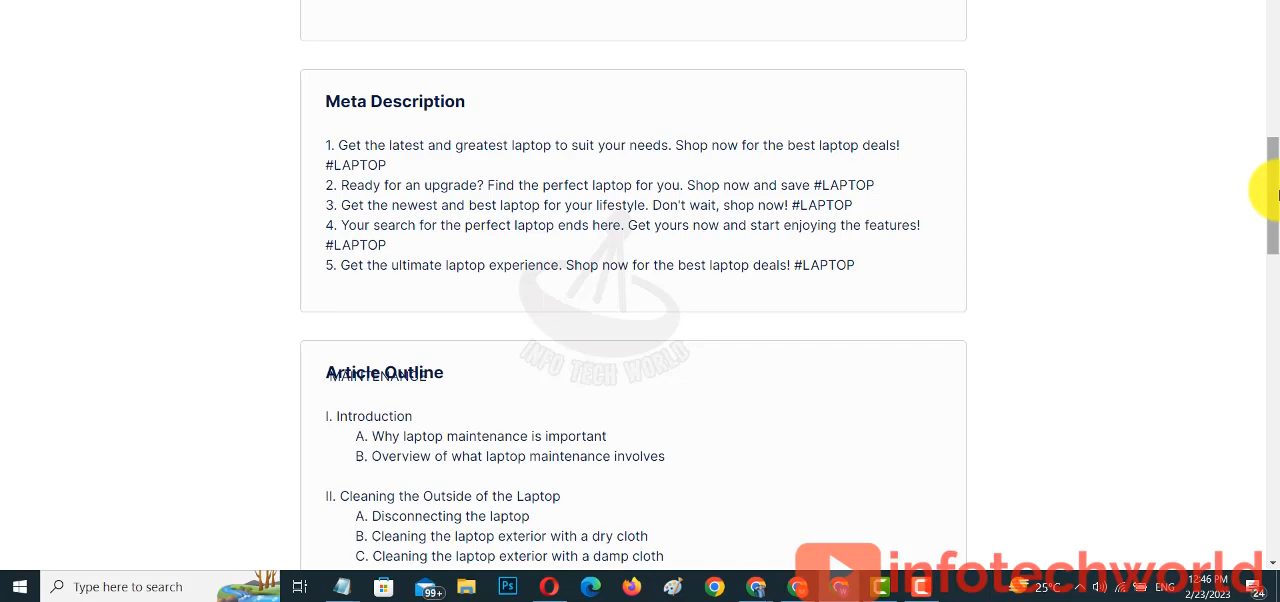 Meta Description
1. Get the latest and greatest laptop to suit your needs. Shop now for the best laptop deals!
#LAPTOP
2. Ready for an upgrade? Find the perfect laptop for you. Shop now and save #LAPTOP
3. Get the newest and best laptop for your lifestyle. Don't wait, shop now! #LAPTOP
4. Your search for the perfect laptop ends here. Get yours now and start enjoying the features!
#LAPTOP
5. Get the ultimate laptop experience. Shop now for the best laptop deals! #LAPTOP
INFO TECH WORLD
Article Outline
MAINTENANCE
I. Introduction
A. Why laptop maintenance is important
B. Overview of what laptop maintenance involves
II. Cleaning the Outside of the Laptop
A. Disconnecting the laptop
B. Cleaning the laptop exterior with a dry cloth
C. Cleaning the laptop exterior with a damp cloth
infotechworld
Type here to search
99+
Ps
25°C
ENG
12:46 PM
2/23/2023
24